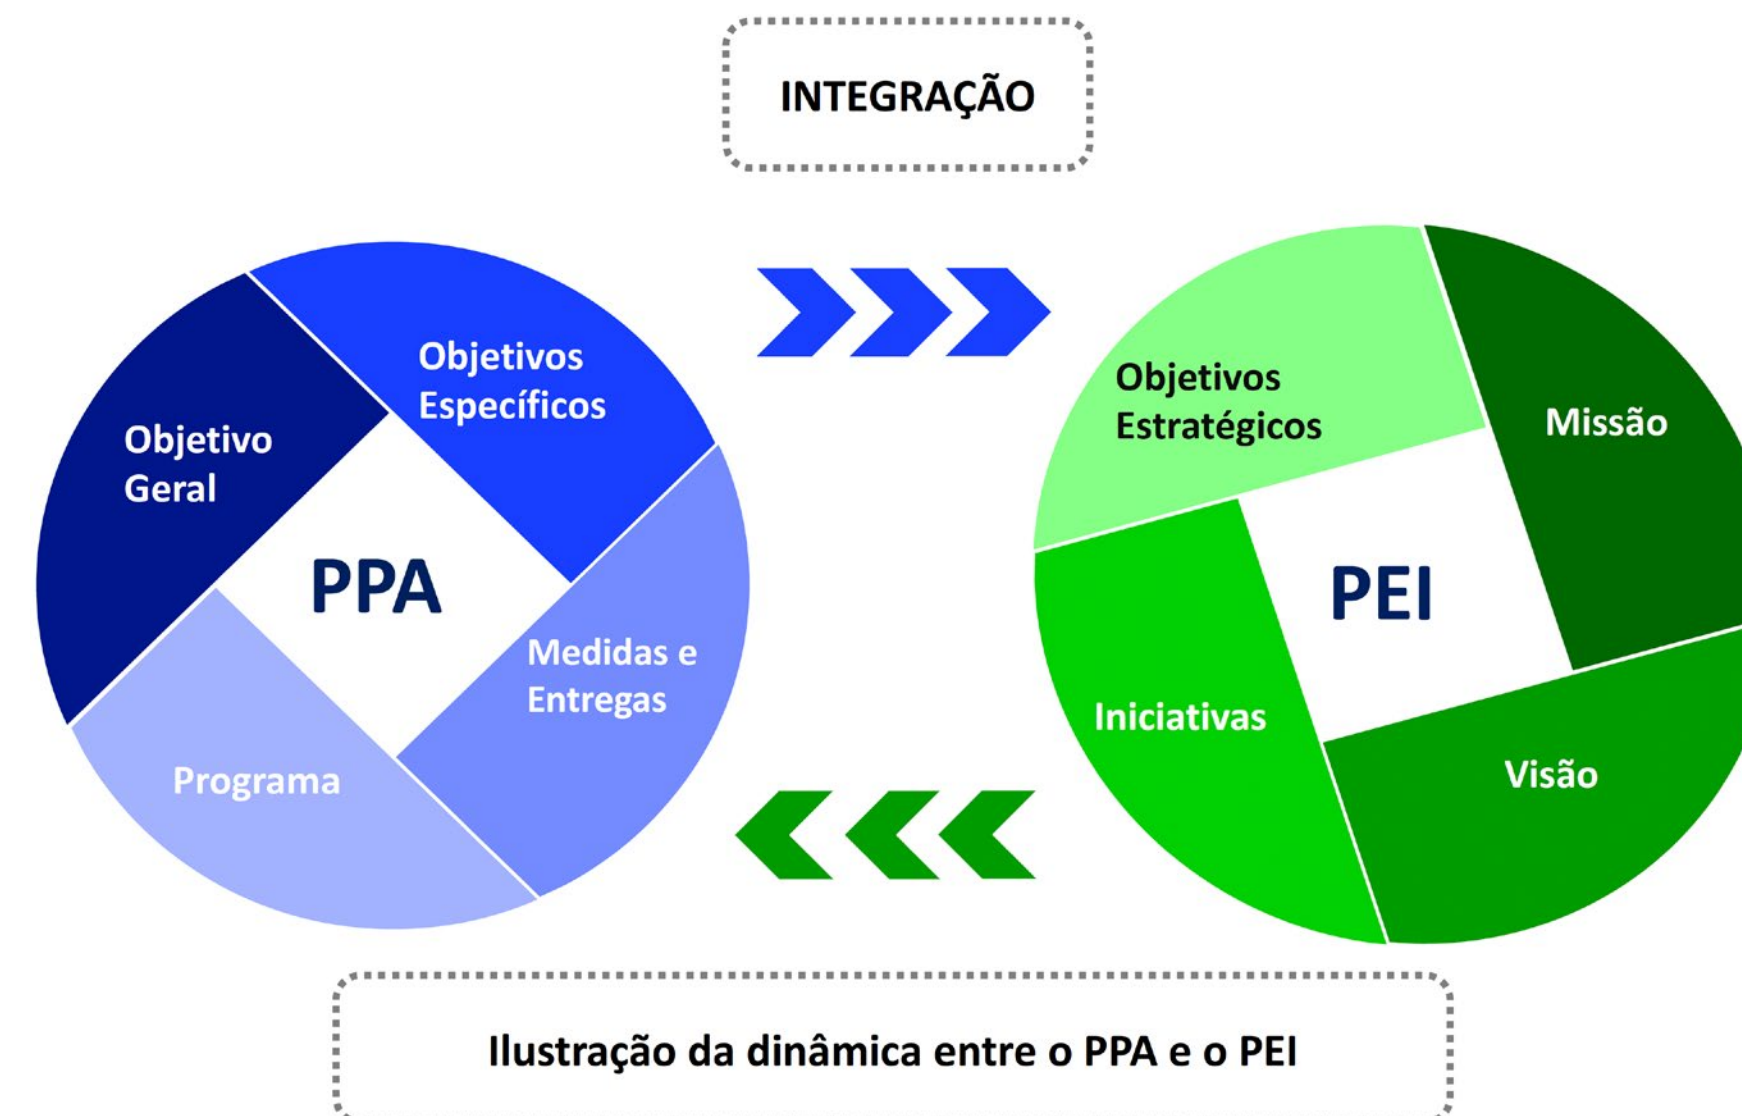 INTEGRAÇÃO
Objetivo
Geral
Objetivos
Específicos
PPA
Medidas e
Entregas
Programa
Objetivos
Estratégicos
Missão
PEI
Iniciativas
Visão
Ilustração da dinâmica entre o PPA e o PEI